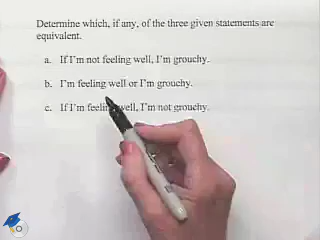 Determine which, if any, of the three given statements are
equivalent.
a. If I'm not feeling well, I'm grouchy.
b. I'm feeling well or I'm grouchy.
c. If I'm feeling well, I'm not grouchy.